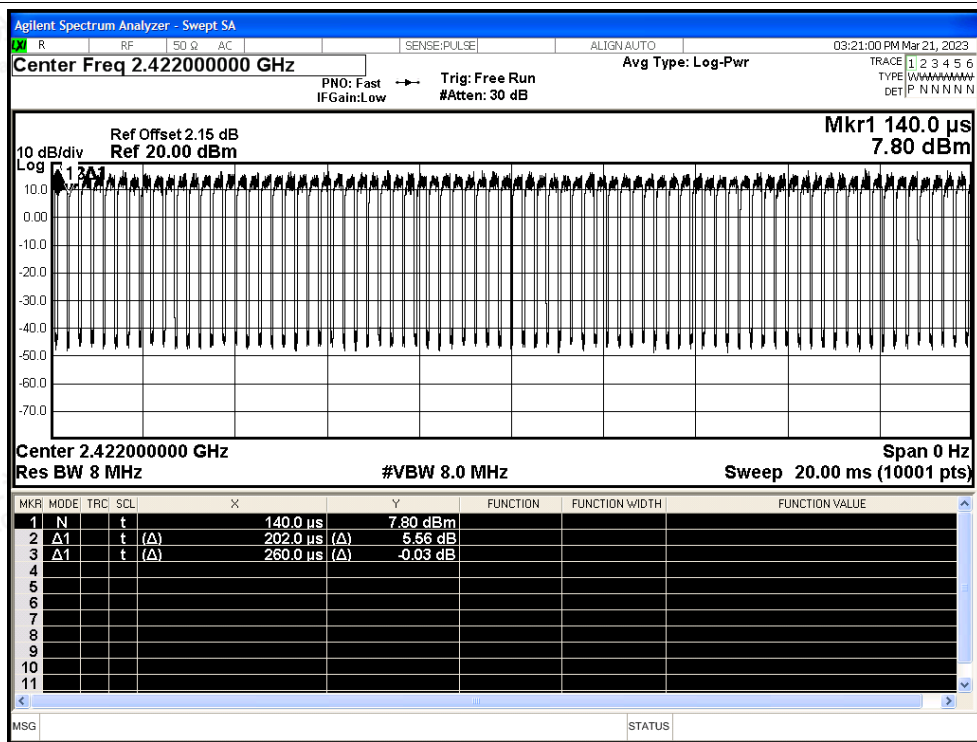 Agilent Spectrum Analyzer - Swept SA
LXI R RF 50 Ω AC SENSE:PULSE ALIGN AUTO 03:21:00 PM Mar 21, 2023
Center Freq 2.422000000 GHz Avg Type: Log-Pwr TRACE 1 2 3 4 5 6
PNO: Fast Trig: Free Run TYPE
IFGain:Low #Atten: 30 dB DET P N N N N N
Mkr1 140.0 µs
7.80 dBm
Ref Offset 2.15 dB
10 dB/div Ref 20.00 dBm
Log
10.0
0.00
-10.0
-20.0
-30.0
-40.0
-50.0
-60.0
-70.0
Center 2.422000000 GHz Span 0 Hz
Res BW 8 MHz #VBW 8.0 MHz Sweep 20.00 ms (10001 pts)
MKR MODE TRC SCL X Y FUNCTION FUNCTION WIDTH FUNCTION VALUE
1 N t 140.0 µs 7.80 dBm
2 Δ1 t (Δ) 202.0 µs (Δ) 5.56 dB
3 Δ1 t (Δ) 260.0 µs (Δ) -0.03 dB
4
5
6
7
8
9
10
11
MSG STATUS